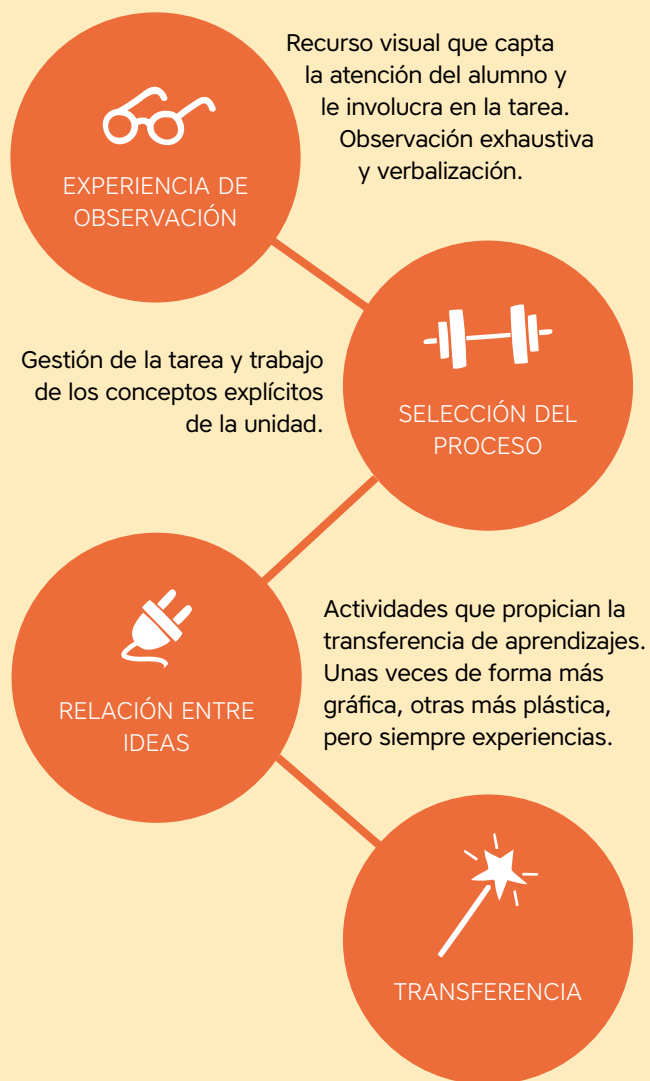 Recurso visual que capta
la atención del alumno y
le involucra en la tarea.
Observación exhaustiva
y verbalización.
EXPERIENCIA DE
OBSERVACIÓN
Gestión de la tarea y trabajo
de los conceptos explícitos
de la unidad.
SELECCIÓN DEL
PROCESO
Actividades que propician la
transferencia de aprendizajes.
Unas veces de forma más
gráfica, otras más plástica,
pero siempre experiencias.
RELACIÓN ENTRE
IDEAS
TRANSFERENCIA